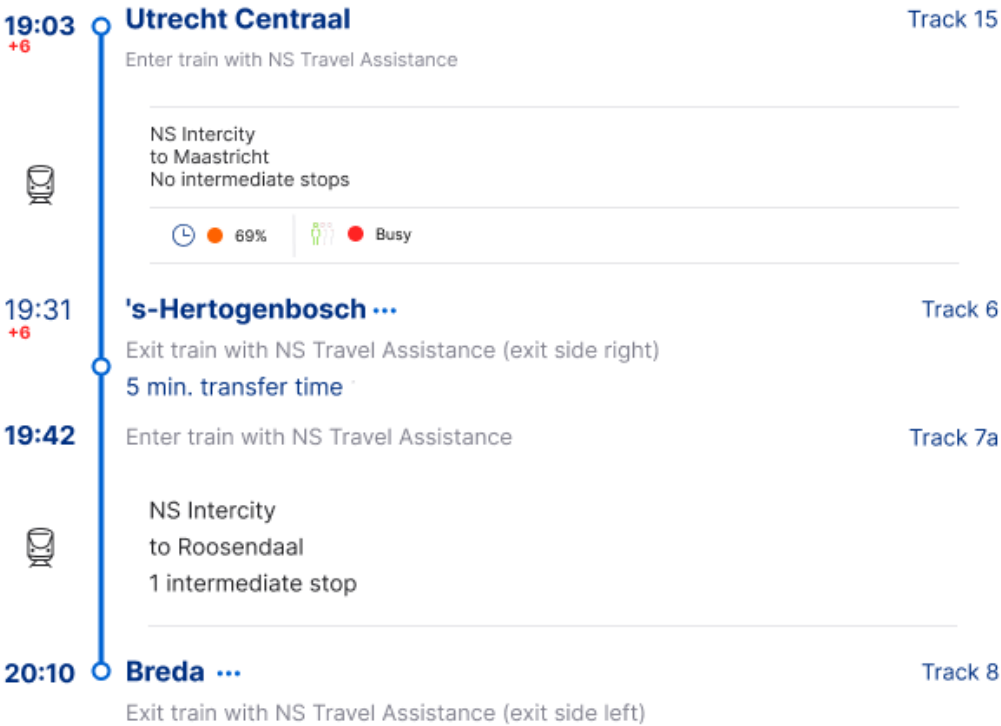 19:03 Utrecht Centraal Track 15
+6
Enter train with NS Travel Assistance
NS Intercity
to Maastricht
No intermediate stops
69% Busy
19:31 's-Hertogenbosch ••• Track 6
+6
Exit train with NS Travel Assistance (exit side right)
5 min. transfer time
19:42 Enter train with NS Travel Assistance Track 7a
NS Intercity
to Roosendaal
1 intermediate stop
20:10 Breda ••• Track 8
Exit train with NS Travel Assistance (exit side left)